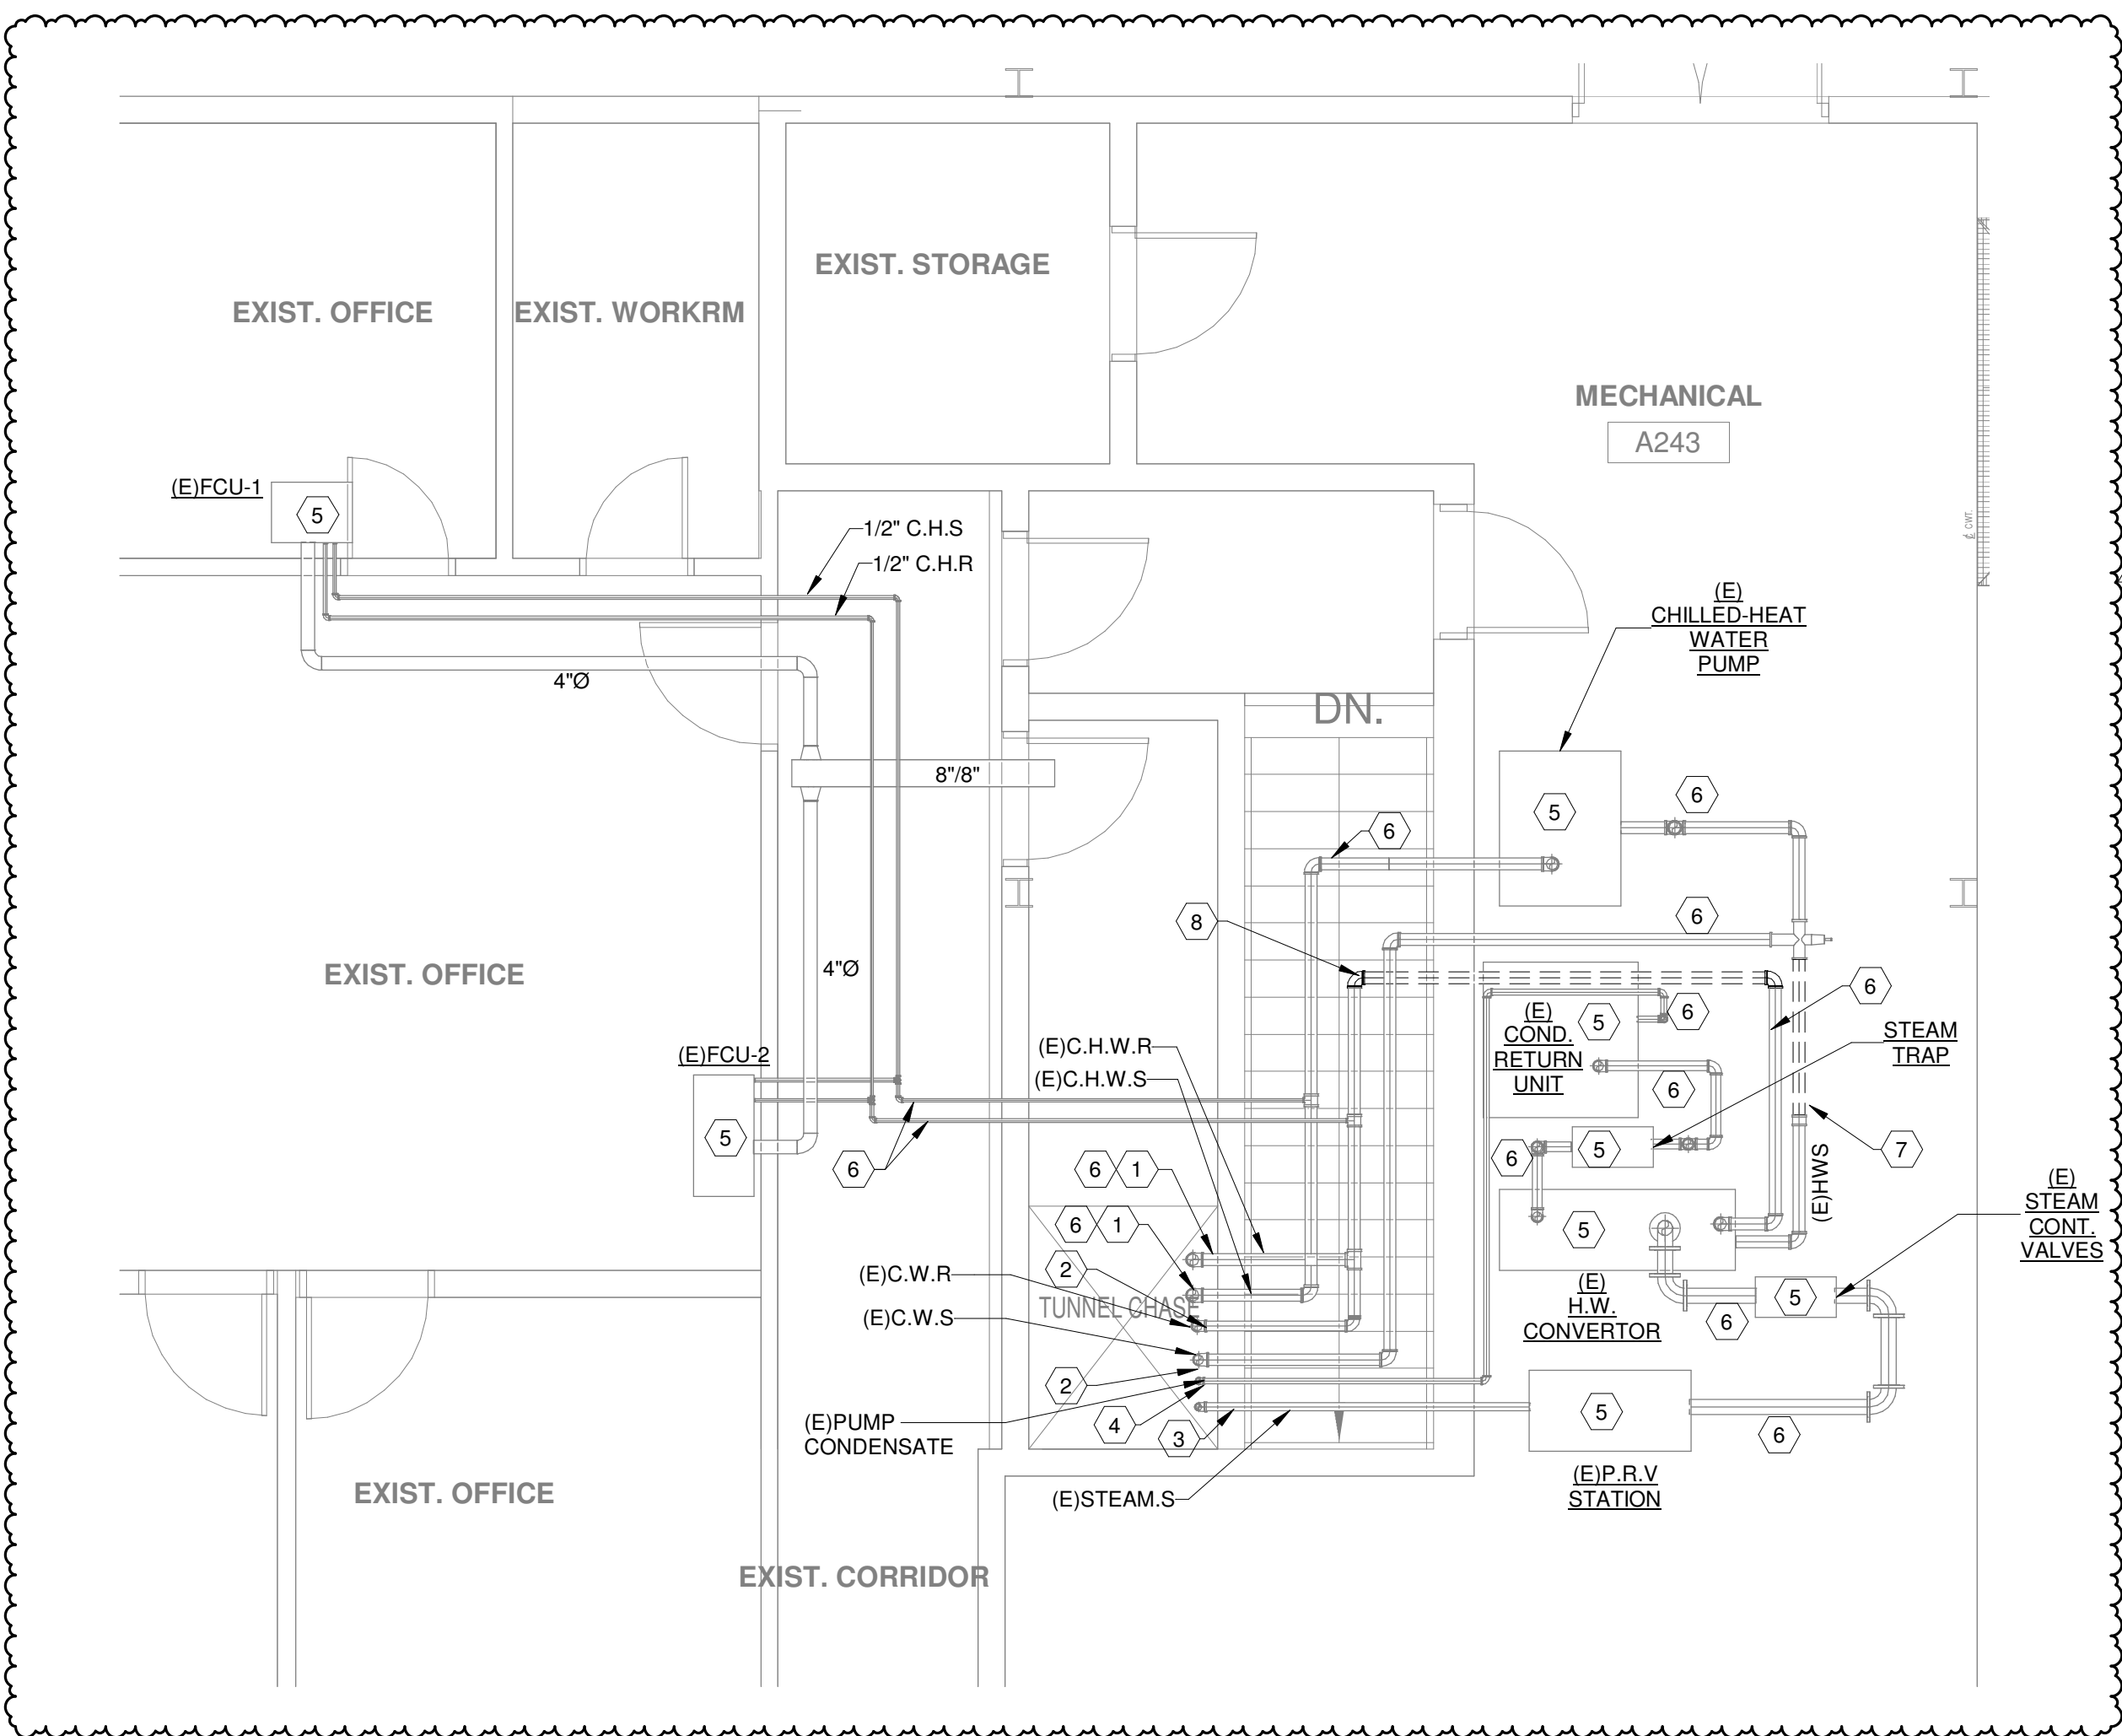 EXIST. STORAGE
EXIST. OFFICE
EXIST. WORKRM
MECHANICAL
A243
(E)FCU-1
5
1/2" C.H.S
1/2" C.H.R
₵ CWT.
(E)
CHILLED-HEAT
WATER
PUMP
4"Ø
DN.
8"/8"
6
5
6
8
6
EXIST. OFFICE
4"Ø
6
(E)
COND.
RETURN
UNIT
5
6
STEAM
TRAP
(E)C.H.W.R
(E)C.H.W.S
(E)FCU-2
5
6
6
5
6
7
(E)HWS
6 1
6 1
2
(E)C.W.R
(E)C.W.S
TUNNEL CHASE
5
(E)
H.W.
CONVERTOR
6
5
(E)
STEAM
CONT.
VALVES
2
4
3
(E)PUMP
CONDENSATE
5
6
(E)P.R.V
STATION
(E)STEAM.S
EXIST. OFFICE
EXIST. CORRIDOR